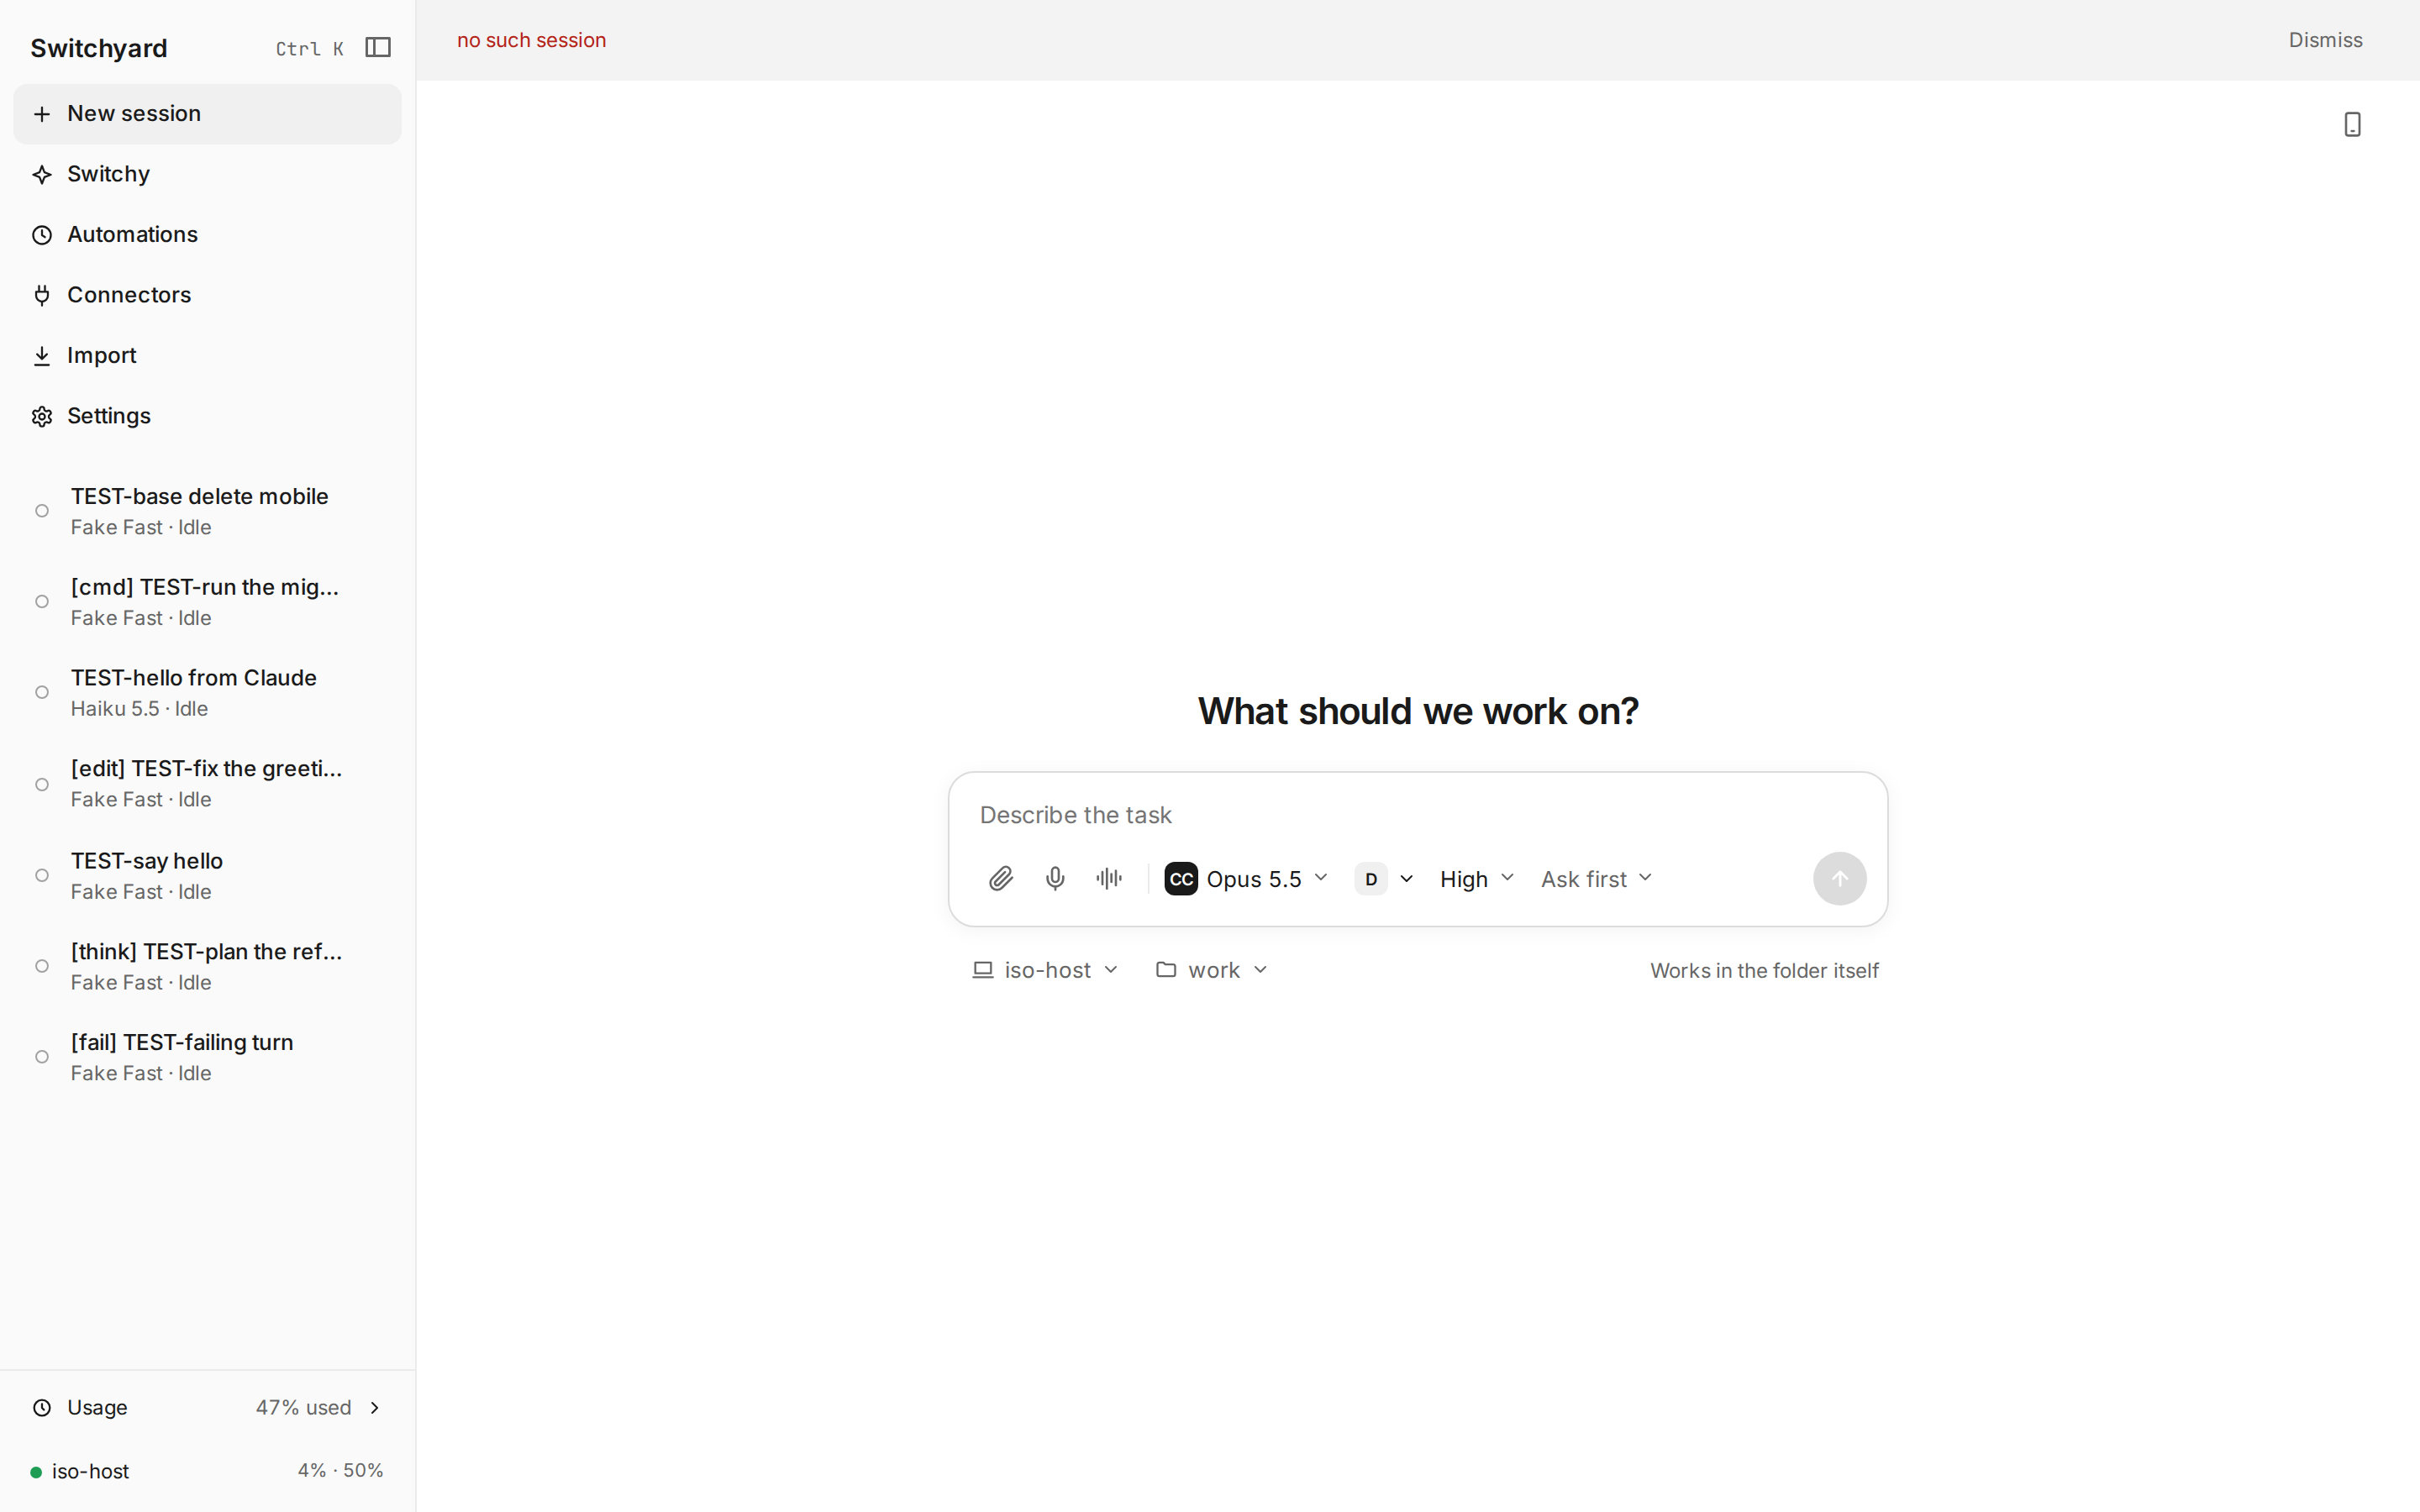 Switchyard
Ctrl K
New session
Switchy
Automations
Connectors
Import
Settings
TEST-base delete mobile
Fake Fast · Idle
[cmd] TEST-run the mig...
Fake Fast · Idle
TEST-hello from Claude
Haiku 5.5 · Idle
[edit] TEST-fix the greeti...
Fake Fast · Idle
TEST-say hello
Fake Fast · Idle
[think] TEST-plan the ref...
Fake Fast · Idle
[fail] TEST-failing turn
Fake Fast · Idle
Usage 47% used
iso-host 4% · 50%
no such session Dismiss
What should we work on?
Describe the task
CC Opus 5.5 D High Ask first
iso-host work Works in the folder itself